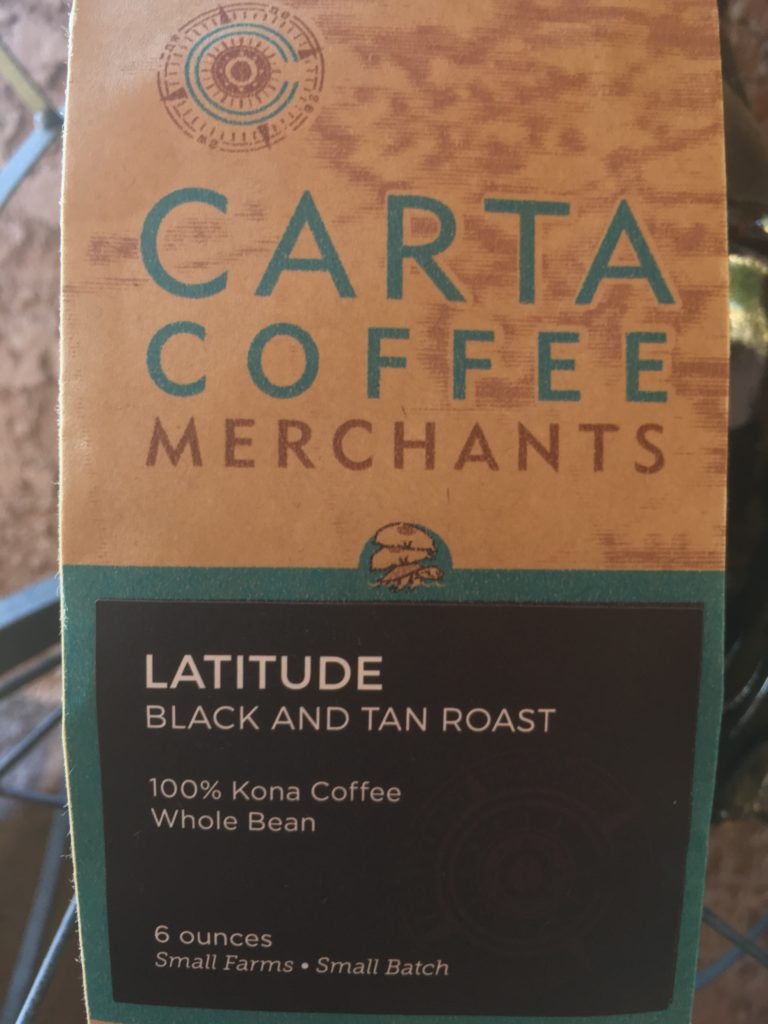 CARTA
COFFEE
MERCHANTS
LATITUDE
BLACK AND TAN ROAST
100% Kona Coffee
Whole Bean
6 ounces
Small Farms • Small Batch